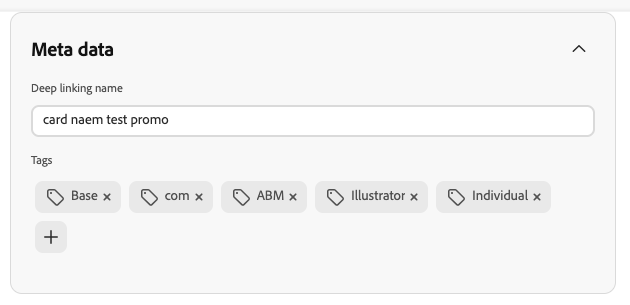 Meta data
Deep linking name
card naem test promo
Tags
Base × com × ABM × Illustrator × Individual ×
+